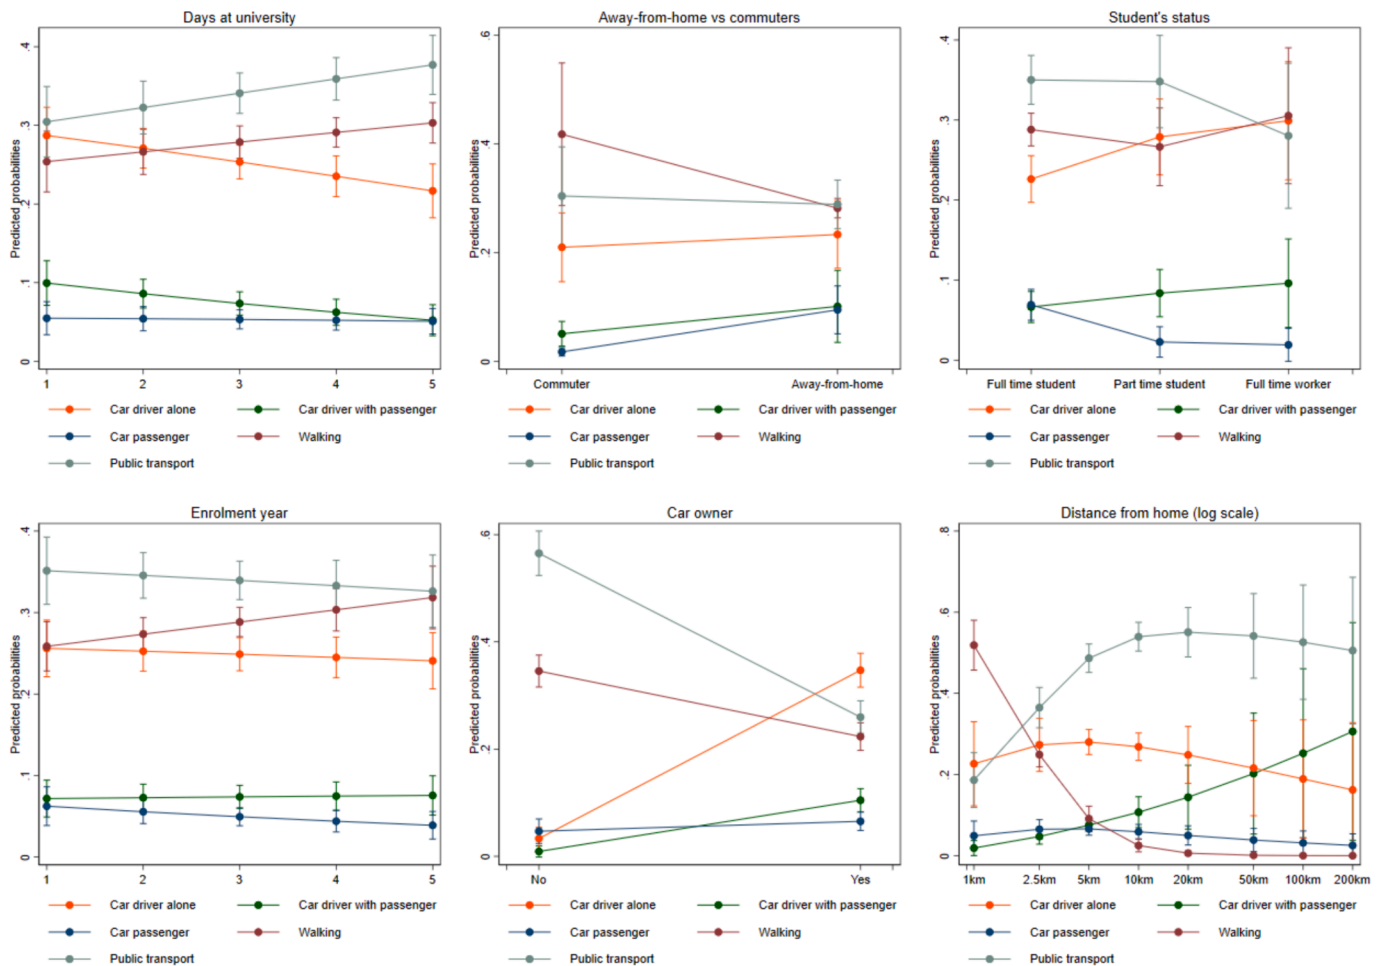 Days at university
Predicted probabilities
0 .1 .2 .3 .4
1 2 3 4 5
Car driver alone Car driver with passenger
Car passenger Walking
Public transport
Away-from-home vs commuters
Predicted probabilities
0 .2 .4 .6
Commuter Away-from-home
Car driver alone Car driver with passenger
Car passenger Walking
Public transport
Student's status
Predicted probabilities
0 .1 .2 .3 .4
Full time student Part time student Full time worker
Car driver alone Car driver with passenger
Car passenger Walking
Public transport
Enrolment year
Predicted probabilities
0 .1 .2 .3 .4
1 2 3 4 5
Car driver alone Car driver with passenger
Car passenger Walking
Public transport
Car owner
Predicted probabilities
0 .2 .4 .6
No Yes
Car driver alone Car driver with passenger
Car passenger Walking
Public transport
Distance from home (log scale)
Predicted probabilities
0 .2 .4 .6 .8
1km 2.5km 5km 10km 20km 50km 100km 200km
Car driver alone Car driver with passenger
Car passenger Walking
Public transport